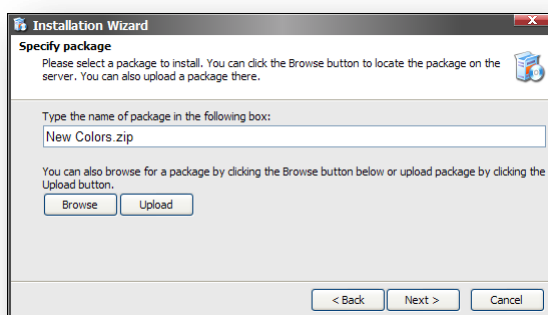 Installation Wizard
Specify package
Please select a package to install. You can click the Browse button to locate the package on the
server. You can also upload a package there.
Type the name of package in the following box:
New Colors.zip
You can also browse for a package by clicking the Browse button below or upload package by clicking the
Upload button.
Browse Upload
< Back Next > Cancel